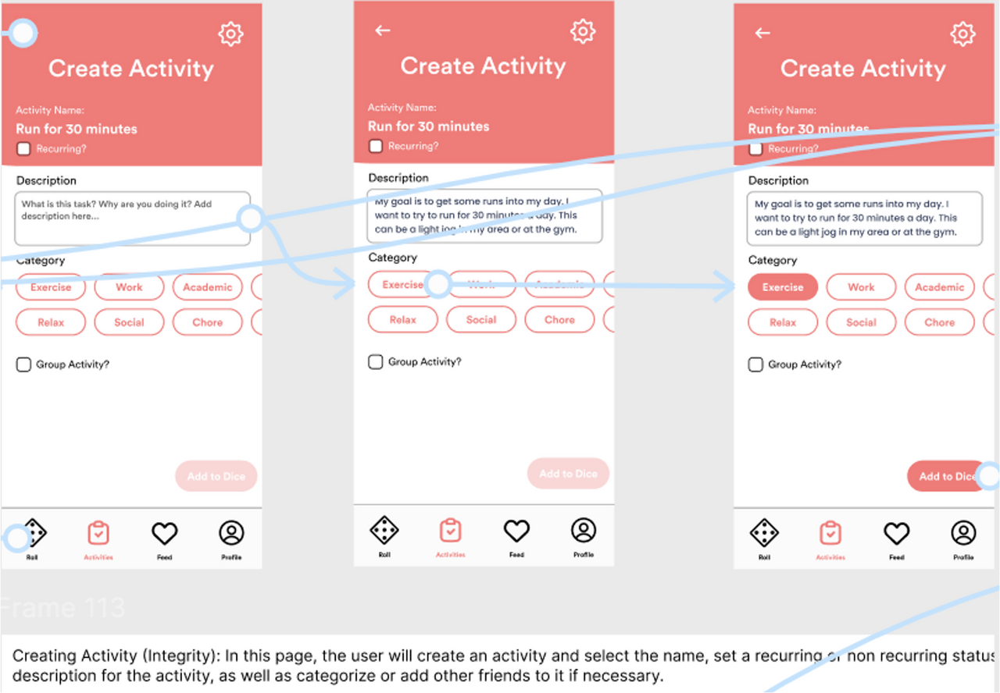 Create Activity
Activity Name:
Run for 30 minutes
Recurring?
Description
What is this task? Why are you doing it? Add
description here...
Category
Exercise
Work
Academic
Relax
Social
Chore
Group Activity?
Add to Dice
Roll
Activities
Feed
Profile
Create Activity
Activity Name:
Run for 30 minutes
Recurring?
Description
My goal is to get some runs into my day. I
want to try to run for 30 minutes a day. This
can be a light jog in my area or at the gym.
Category
Exercise
Work
Academic
Relax
Social
Chore
Group Activity?
Add to Dice
Roll
Activities
Feed
Profile
Create Activity
Activity Name:
Run for 30 minutes
Recurring?
Description
My goal is to get some runs into my day. I
want to try to run for 30 minutes a day. This
can be a light jog in my area or at the gym.
Category
Exercise
Work
Academic
Relax
Social
Chore
Group Activity?
Add to Dice
Roll
Activities
Feed
Profile
Frame 113
Creating Activity (Integrity): In this page, the user will create an activity and select the name, set a recurring or non recurring status
description for the activity, as well as categorize or add other friends to it if necessary.